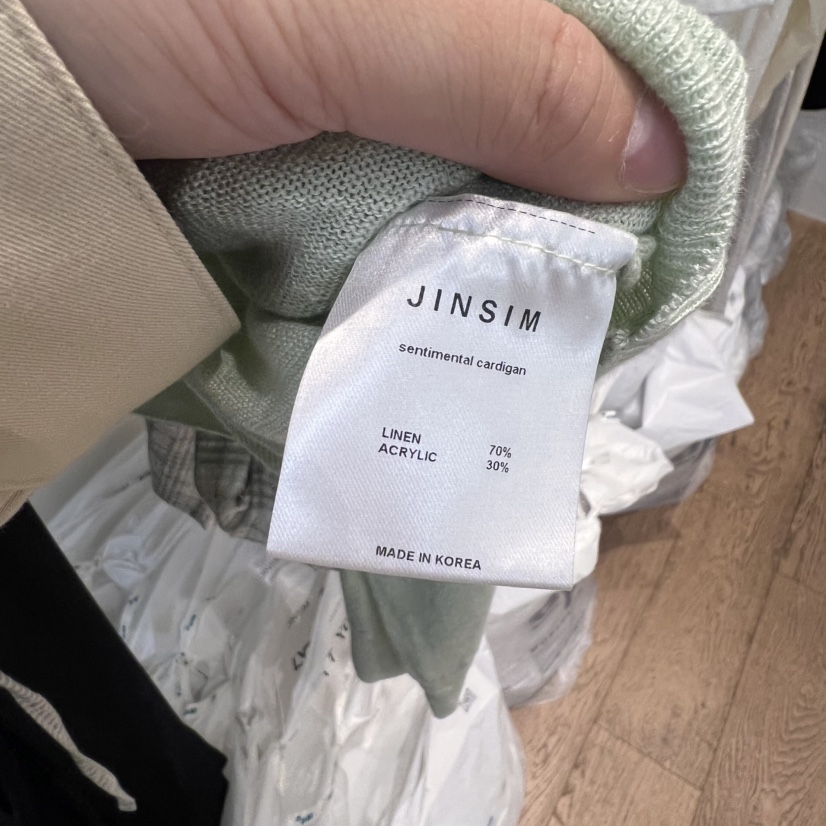 JINSIM
sentimental cardigan
LINEN 70%
ACRYLIC 30%
MADE IN KOREA